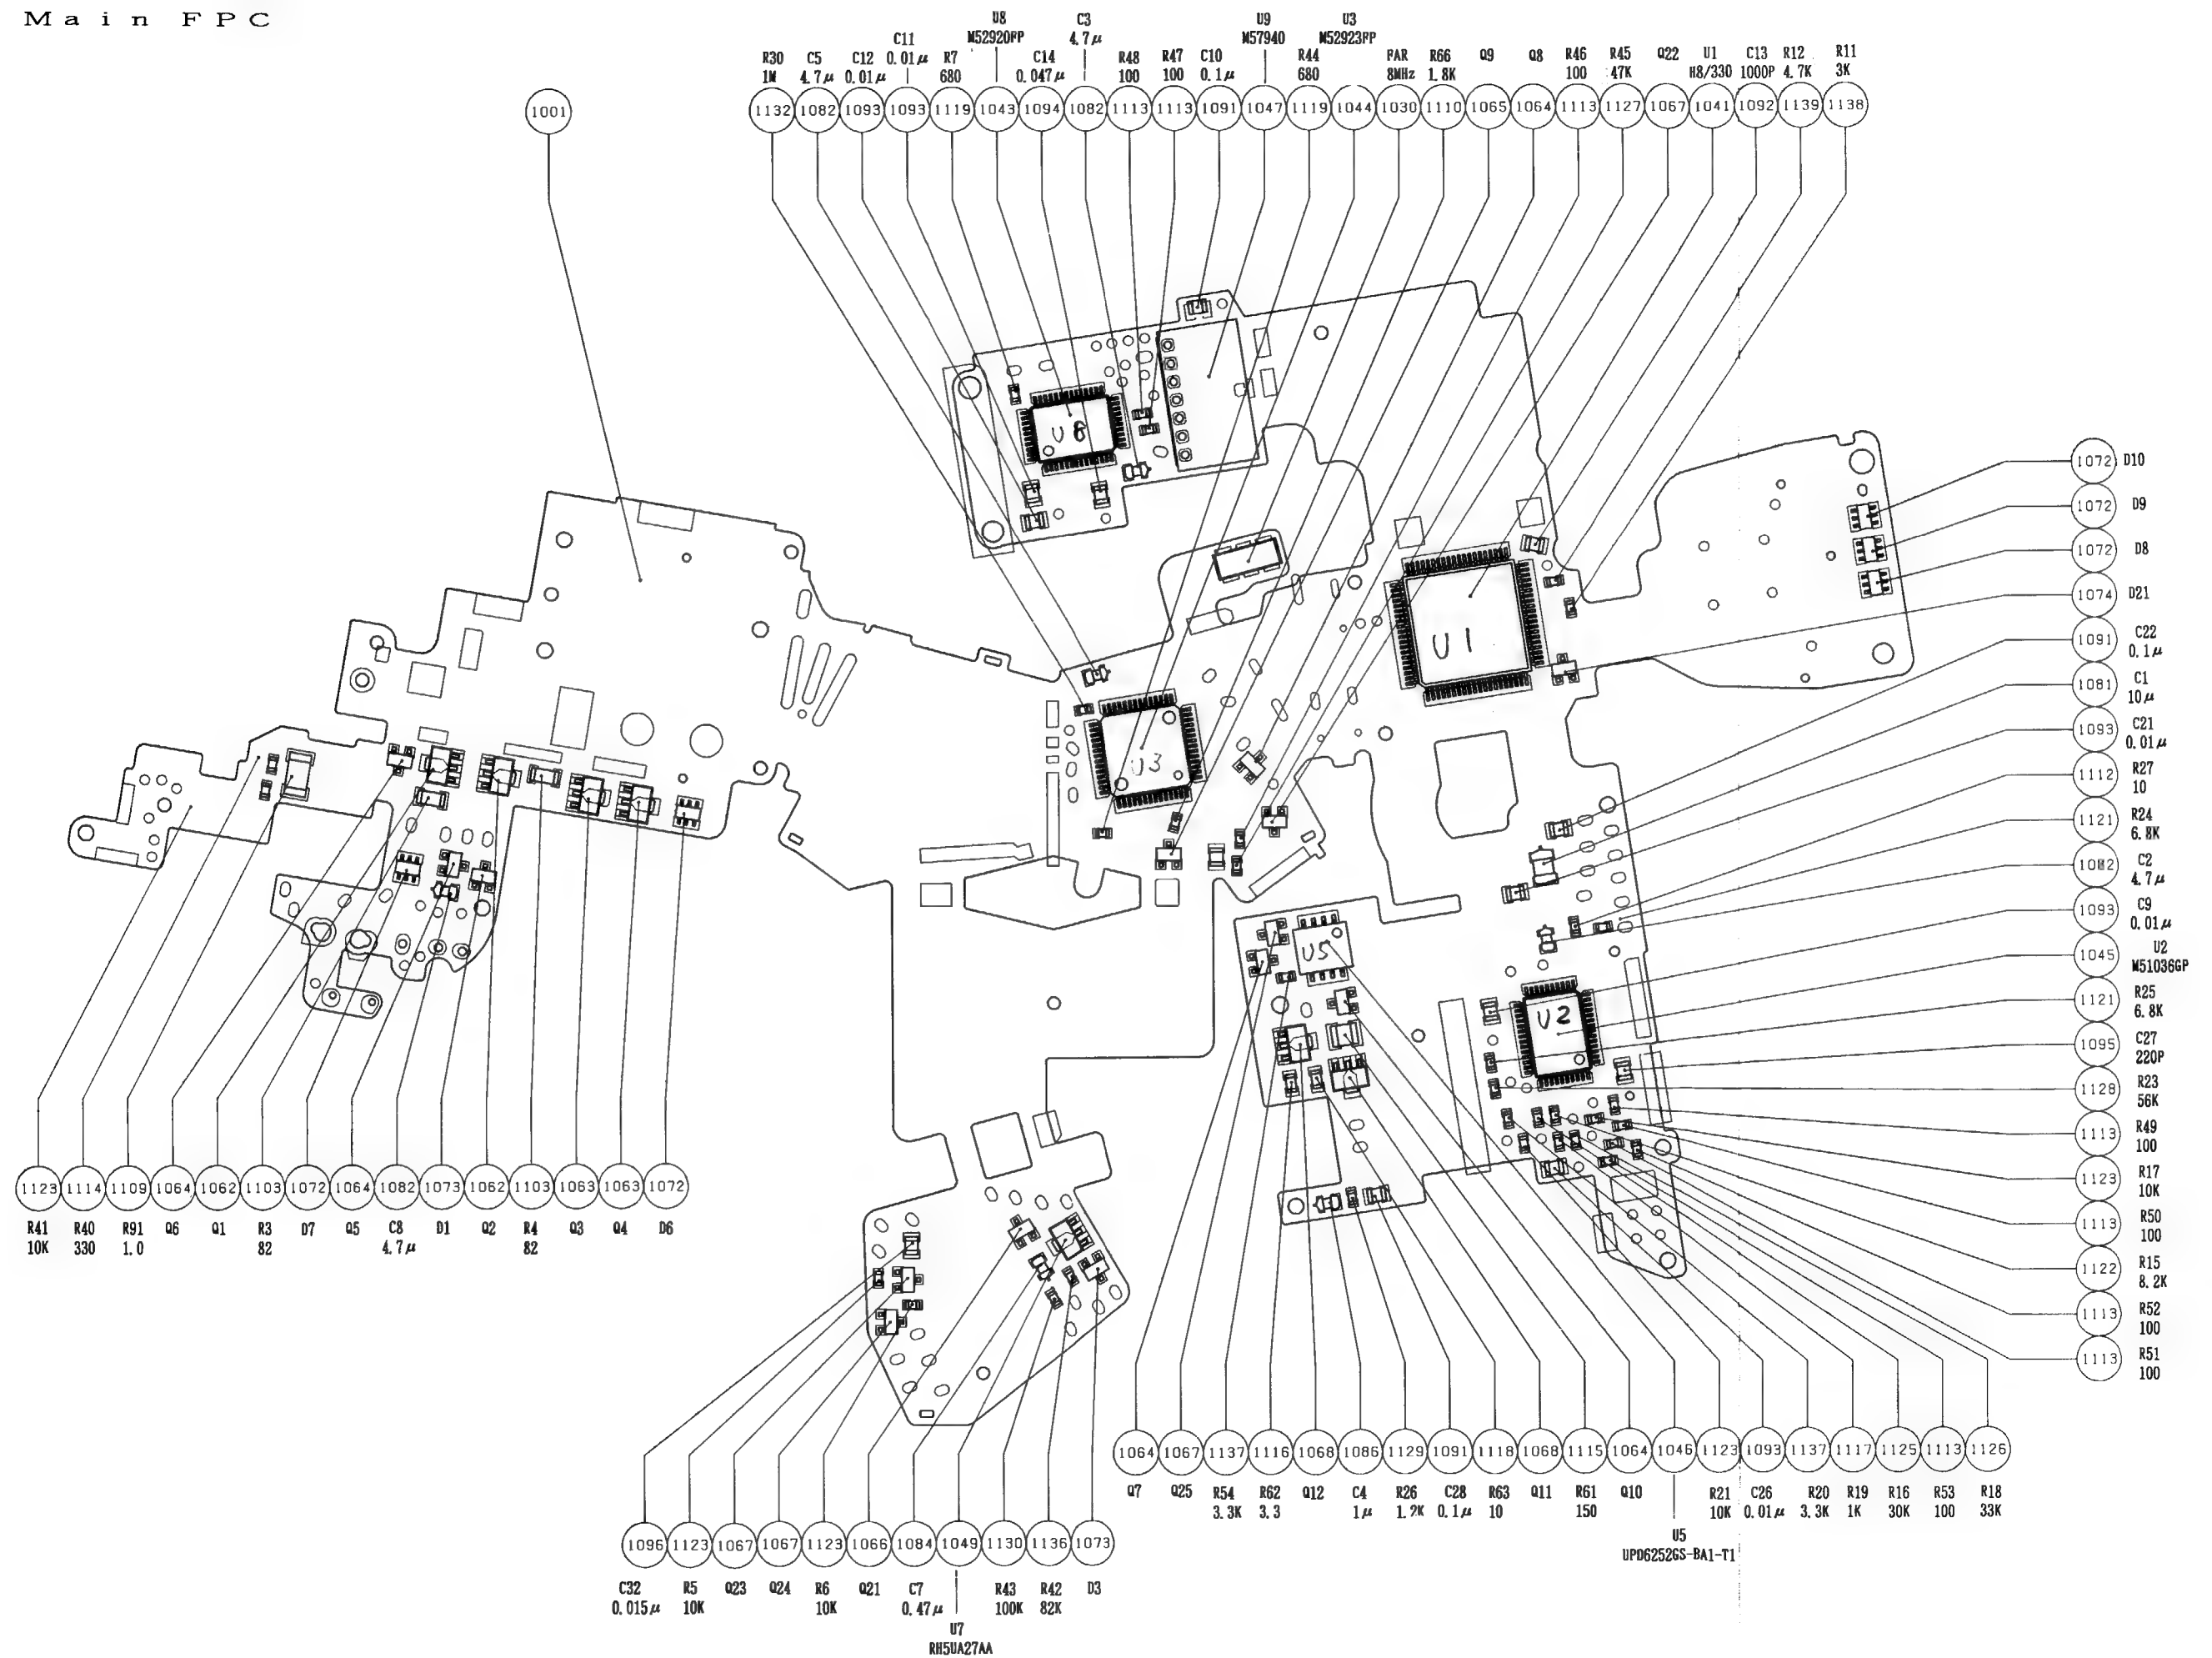 Main FPC
U8 C3 U9 U3
M52920FP 4.7μ M57940 M52923FP
C11
R30 C5 C12 0.01μ R7 C14 R48 R47 C10 R44 FAR R66 Q9 Q8 R46 R45 Q22 U1 C13 R12 R11
1M 4.7μ 0.01μ 680 0.047μ 100 100 0.1μ 680 8MHz 1.8K 100 47K H8/330 1000P 4.7K 3K
1001 1132 1082 1093 1093 1119 1043 1094 1082 1113 1113 1091 1047 1119 1044 1030 1110 1065 1064 1113 1127 1067 1041 1092 1139 1138
U8
U1
U3
U5
U2
1072 D10
1072 D9
1072 D8
1074 D21
1091 C22
0.1μ
1081 C1
10μ
1093 C21
0.01μ
1112 R27
10
1121 R24
6.8K
1082 C2
4.7μ
1093 C9
0.01μ
1045 U2
M51036GP
1121 R25
6.8K
1095 C27
220P
1128 R23
56K
1113 R49
100
1123 R17
10K
1113 R50
100
1122 R15
8.2K
1113 R52
100
1113 R51
100
1123 1114 1109 1064 1062 1103 1072 1064 1082 1073 1062 1103 1063 1063 1072
R41 R40 R91 Q6 Q1 R3 D7 Q5 C8 D1 Q2 R4 Q3 Q4 D6
10K 330 1.0 82 4.7μ 82
1064 1067 1137 1116 1068 1086 1129 1091 1118 1068 1115 1064 1046 1123 1093 1137 1117 1125 1113 1126
Q7 Q25 R54 R62 Q12 C4 R26 C28 R63 Q11 R61 Q10 R21 C26 R20 R19 R16 R53 R18
3.3K 3.3 1μ 1.2K 0.1μ 10 150 10K 0.01μ 3.3K 1K 30K 100 33K
U5
UPD6252GS-BA1-T1
1096 1123 1067 1067 1123 1066 1084 1049 1130 1136 1073
C32 R5 Q23 Q24 R6 Q21 C7 R43 R42 D3
0.015μ 10K 10K 0.47μ 100K 82K
U7
RH5UA27AA